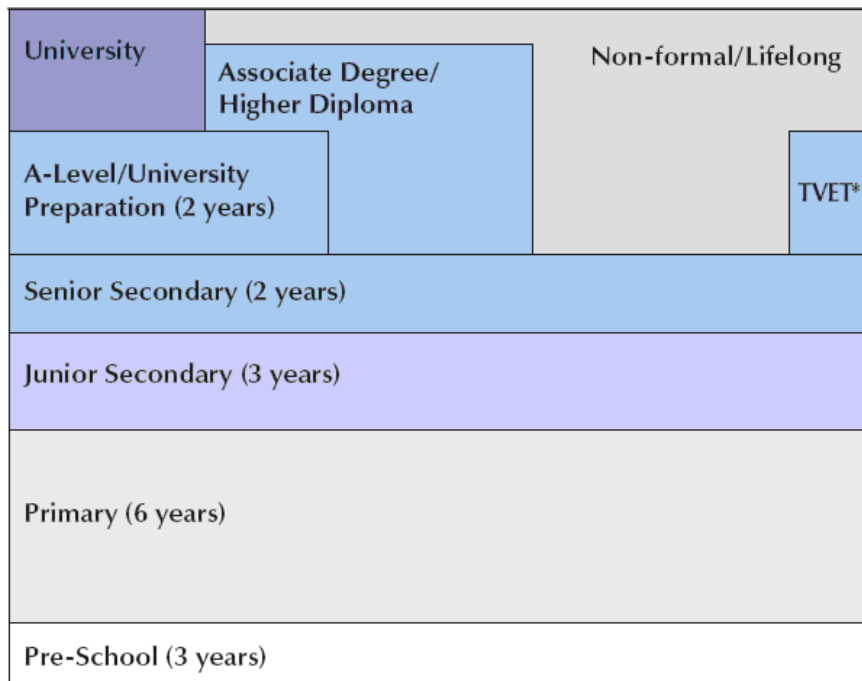 University
Associate Degree/
Higher Diploma
Non-formal/Lifelong
A-Level/University
Preparation (2 years)
TVET*
Senior Secondary (2 years)
Junior Secondary (3 years)
Primary (6 years)
Pre-School (3 years)